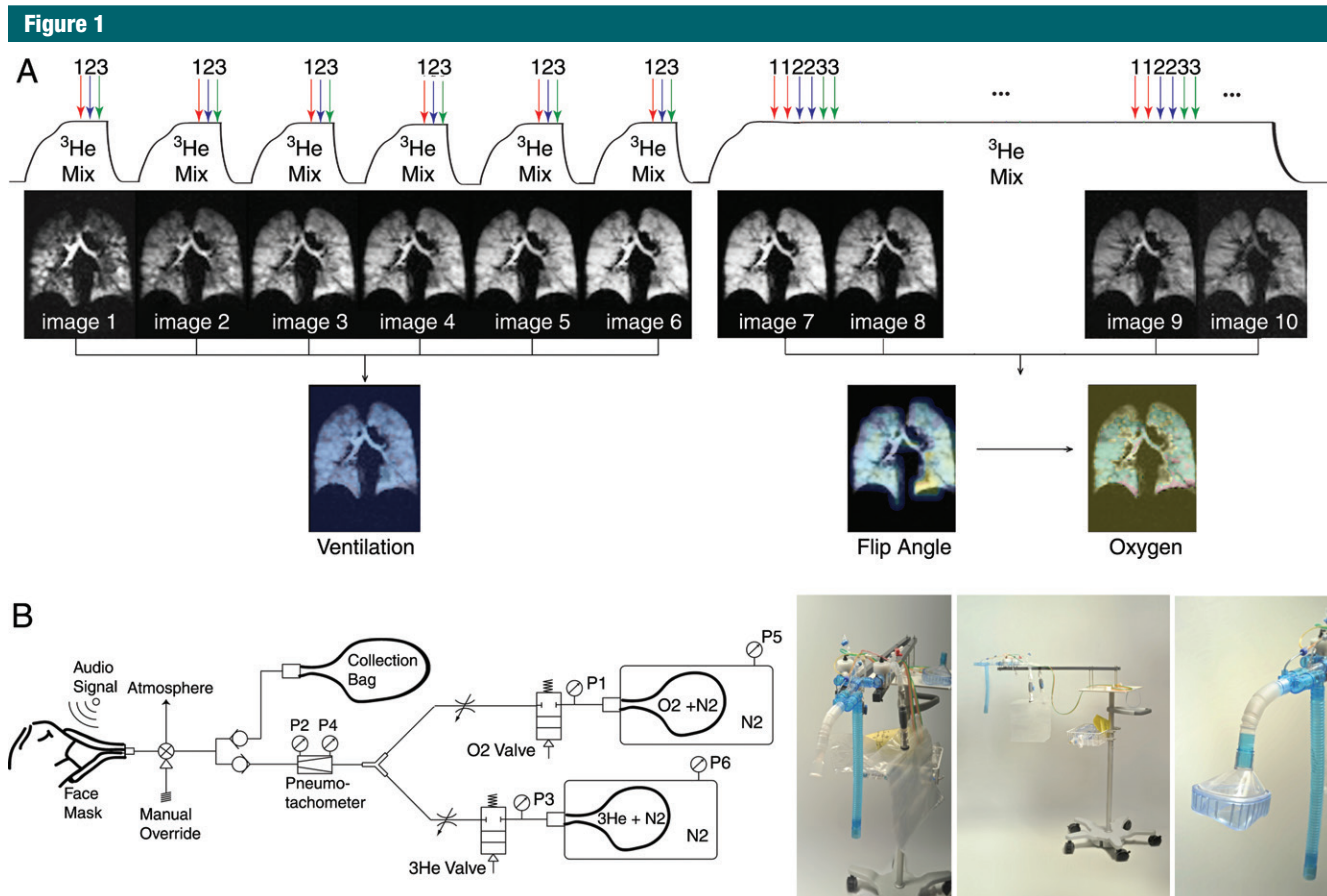 Figure 1
A
123 123 123 123 123 123 112233 ... 112233 ...
3He Mix
3He Mix
3He Mix
3He Mix
3He Mix
3He Mix
3He Mix
image 1 image 2 image 3 image 4 image 5 image 6 image 7 image 8 image 9 image 10
Ventilation
Flip Angle
Oxygen
B
Audio
Signal
Atmosphere
Face
Mask
Manual
Override
Collection
Bag
P2 P4
Pneumo-
tachometer
P1
O2 Valve
O2 +N2
N2
P5
P3
3He Valve
3He + N2
N2
P6